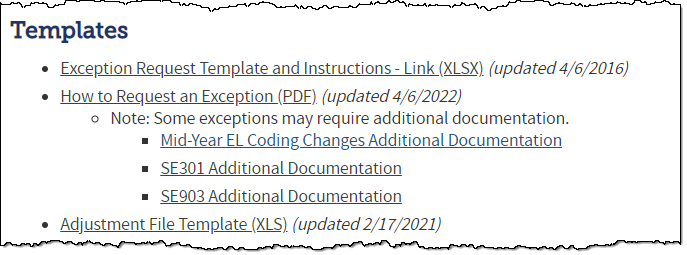 Templates
Exception Request Template and Instructions - Link (XLSX) (updated 4/6/2016)
How to Request an Exception (PDF) (updated 4/6/2022)
Note: Some exceptions may require additional documentation.
Mid-Year EL Coding Changes Additional Documentation
SE301 Additional Documentation
SE903 Additional Documentation
Adjustment File Template (XLS) (updated 2/17/2021)